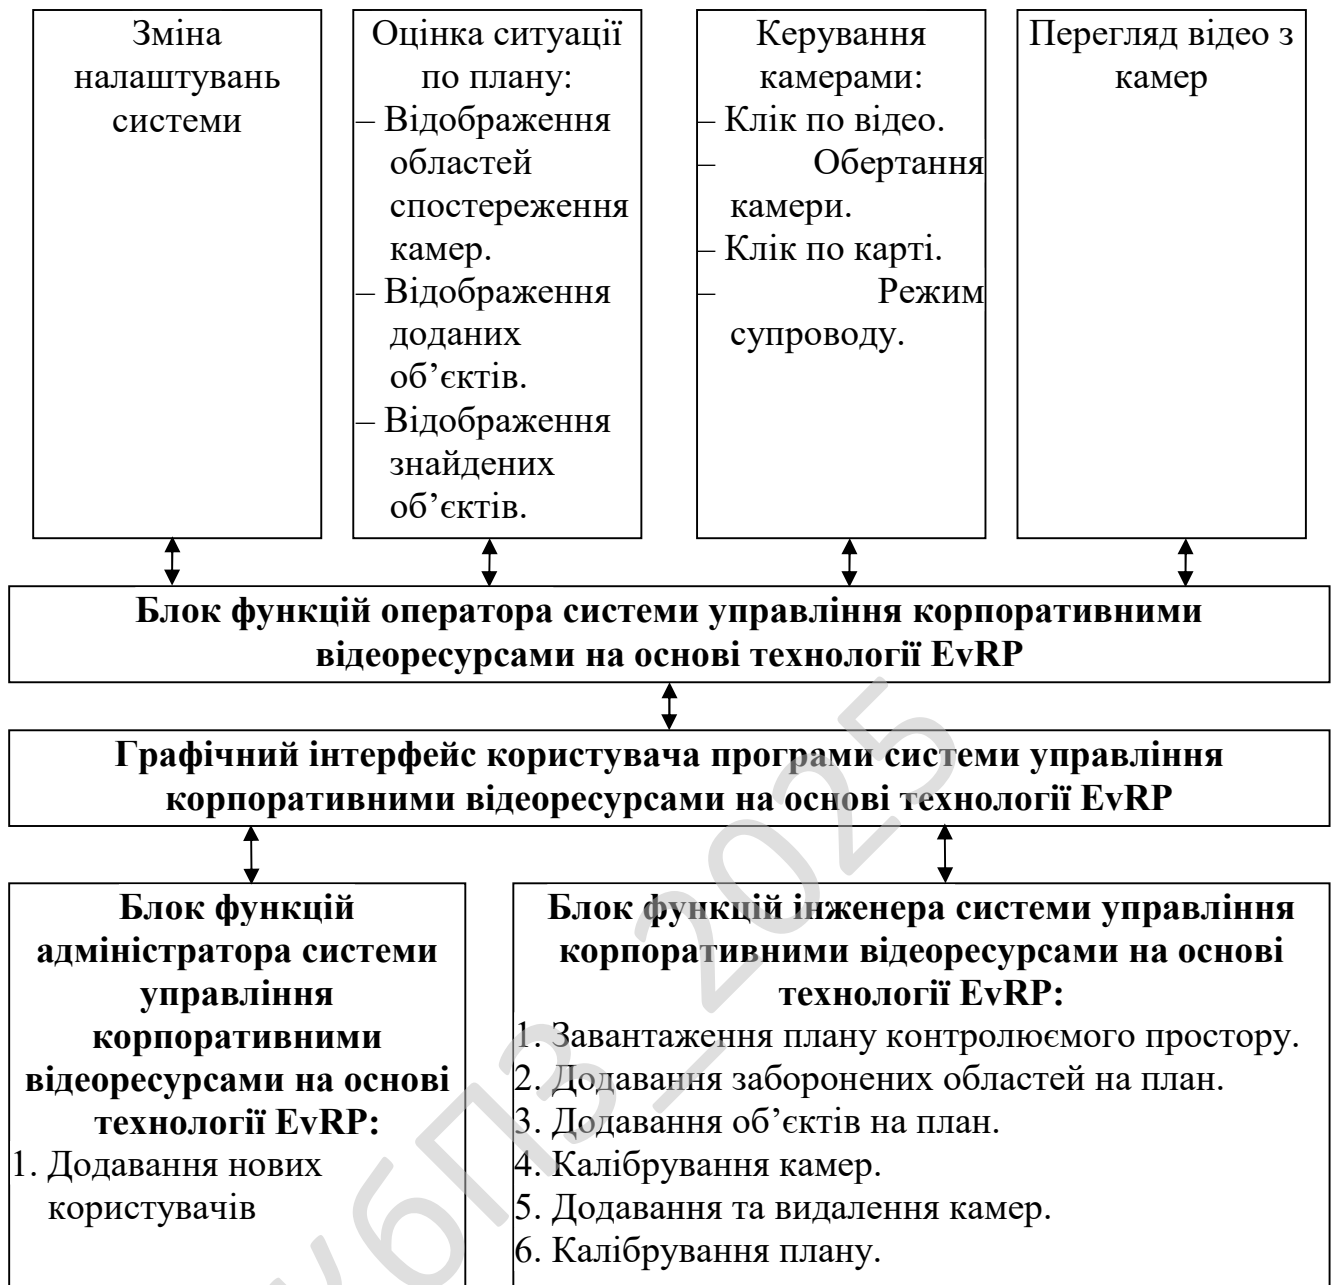 Зміна
налаштувань
системи
Оцінка ситуації
по плану:
– Відображення
областей
спостереження
камер.
– Відображення
доданих
об’єктів.
– Відображення
знайдених
об’єктів.
Керування
камерами:
– Клік по відео.
– Обертання
камери.
– Клік по карті.
– Режим
супроводу.
Перегляд відео з
камер
Блок функцій оператора системи управління корпоративними
відеоресурсами на основі технології EvRP
Графічний інтерфейс користувача програми системи управління
корпоративними відеоресурсами на основі технології EvRP
Блок функцій
адміністратора системи
управління
корпоративними
відеоресурсами на основі
технології EvRP:
1. Додавання нових
користувачів
Блок функцій інженера системи управління
корпоративними відеоресурсами на основі
технології EvRP:
1. Завантаження плану контролюємого простору.
2. Додавання заборонених областей на план.
3. Додавання об’єктів на план.
4. Калібрування камер.
5. Додавання та видалення камер.
6. Калібрування плану.
КбПЗ_2025